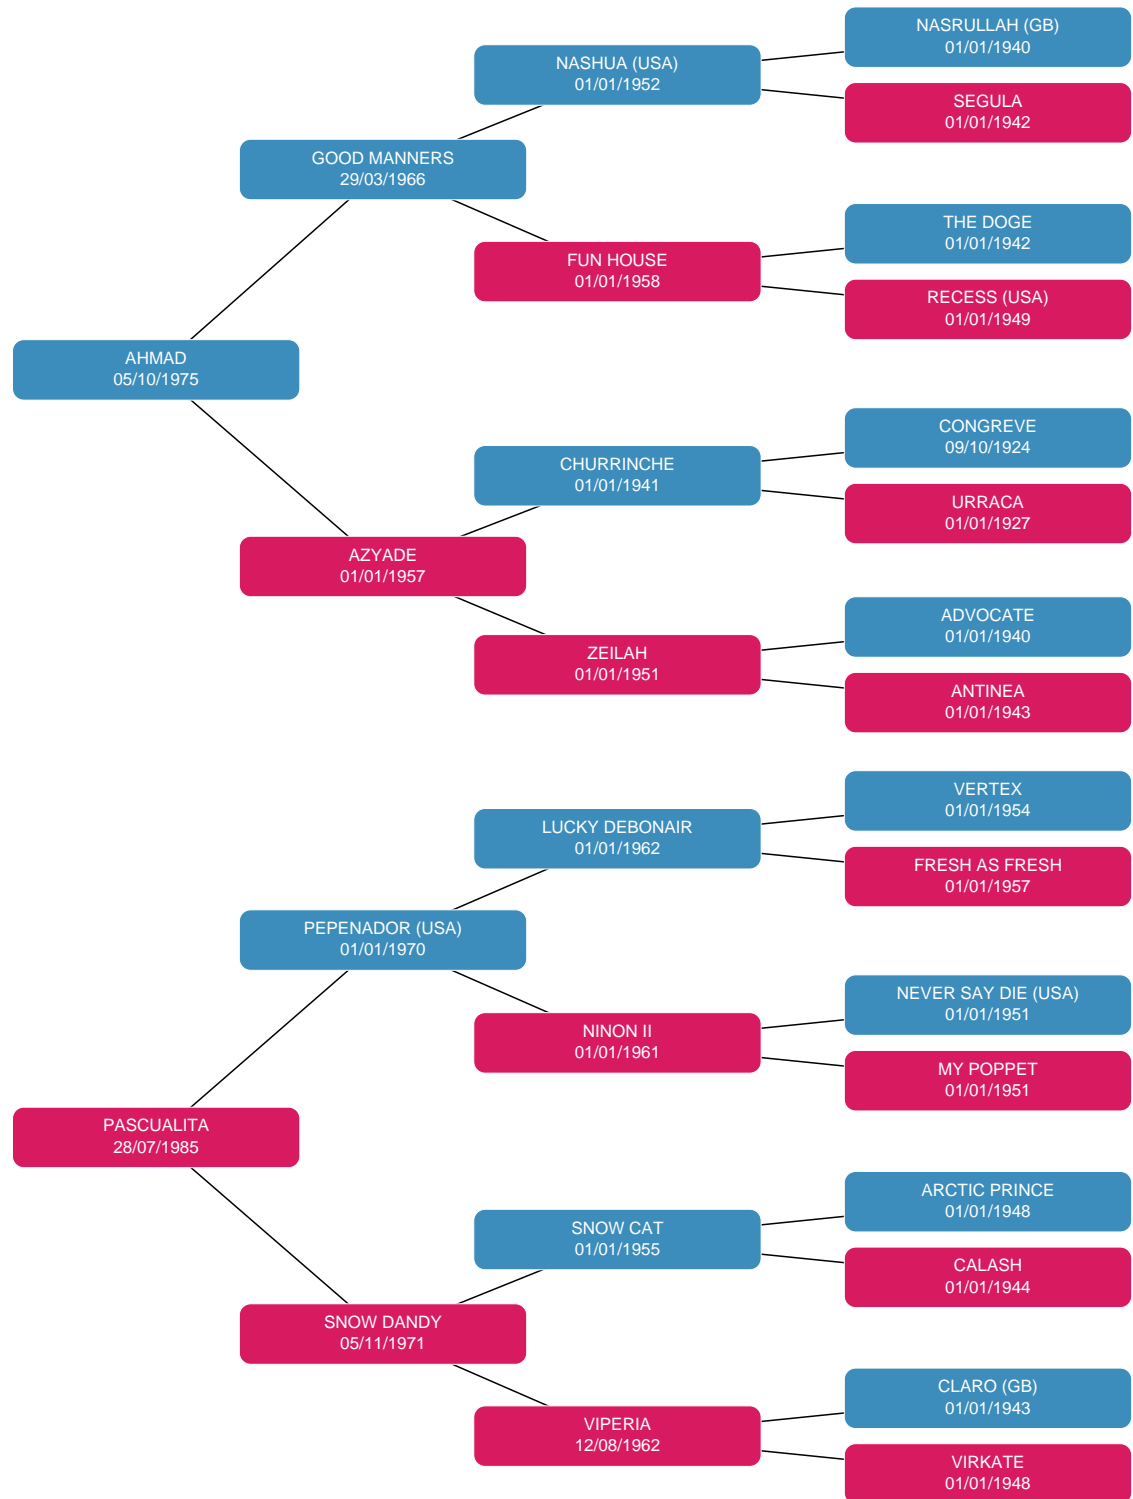 NASRULLAH (GB)
01/01/1940
NASHUA (USA)
01/01/1952
SEGULA
01/01/1942
GOOD MANNERS
29/03/1966
THE DOGE
01/01/1942
FUN HOUSE
01/01/1958
RECESS (USA)
01/01/1949
AHMAD
05/10/1975
CONGREVE
09/10/1924
CHURRINCHE
01/01/1941
URRACA
01/01/1927
AZYADE
01/01/1957
ADVOCATE
01/01/1940
ZEILAH
01/01/1951
ANTINEA
01/01/1943
VERTEX
01/01/1954
LUCKY DEBONAIR
01/01/1962
FRESH AS FRESH
01/01/1957
PEPENADOR (USA)
01/01/1970
NEVER SAY DIE (USA)
01/01/1951
NINON II
01/01/1961
MY POPPET
01/01/1951
PASCUALITA
28/07/1985
ARCTIC PRINCE
01/01/1948
SNOW CAT
01/01/1955
CALASH
01/01/1944
SNOW DANDY
05/11/1971
CLARO (GB)
01/01/1943
VIPERIA
12/08/1962
VIRKATE
01/01/1948